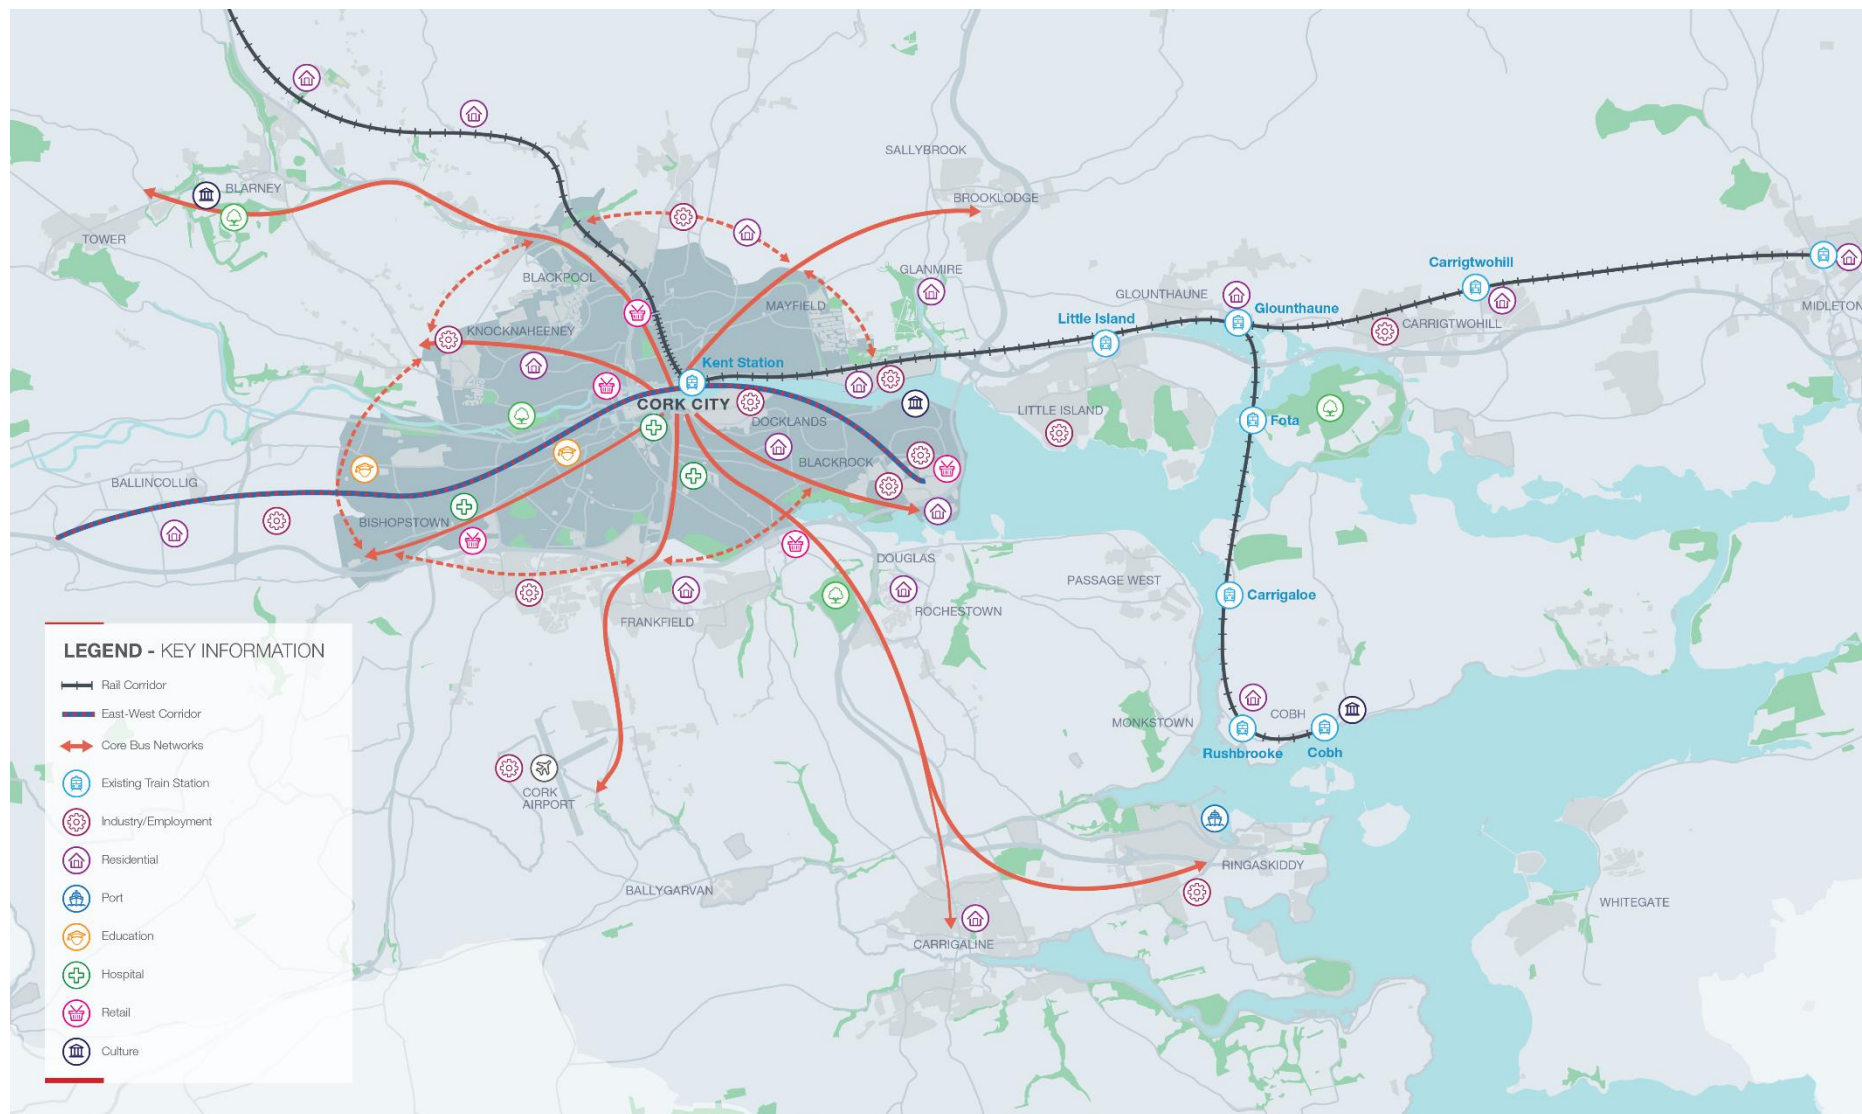 SALLYBROOK
BLARNEY
BROOKLODGE
TOWER
BLACKPOOL
GLANMIRE
Carrigtwohill
MAYFIELD
GLOUNTHAUNE
Glounthaune
MIDLETON
KNOCKNAHEENEY
Little Island
CARRIGTWOHILL
Kent Station
CORK CITY
LITTLE ISLAND
DOCKLANDS
Fota
BLACKROCK
BALLINCOLLIG
BISHOPSTOWN
DOUGLAS
PASSAGE WEST
Carrigaloe
ROCHESTOWN
FRANKFIELD
LEGEND - KEY INFORMATION
Rail Corridor
East-West Corridor
Core Bus Networks
Existing Train Station
Industry/Employment
Residential
Port
Education
Hospital
Retail
Culture
COBH
MONKSTOWN
Rushbrooke
Cobh
CORK
AIRPORT
RINGASKIDDY
BALLYGARVAN
WHITEGATE
CARRIGALINE